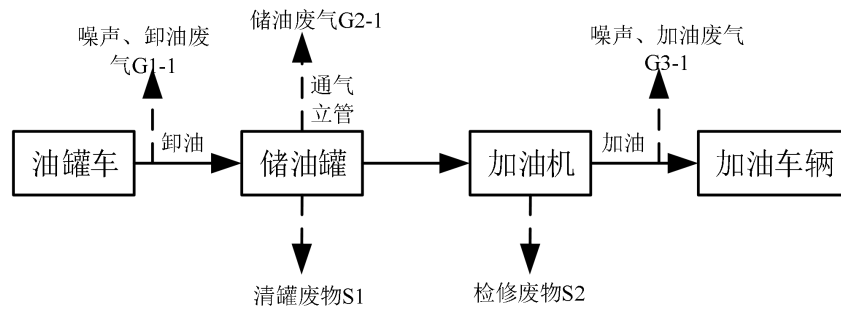 噪声、卸油废
气G1-1
储油废气G2-1
噪声、加油废气
G3-1
通气
立管
卸油
加油
油罐车
储油罐
加油机
加油车辆
清罐废物S1
检修废物S2